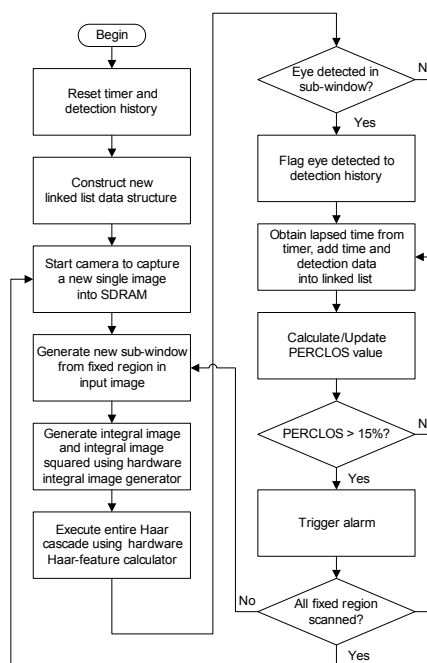 Begin
Reset timer and
detection history
Construct new
linked list data structure
Start camera to capture
a new single image
into SDRAM
Generate new sub-window
from fixed region in
input image
Generate integral image
and integral image
squared using hardware
integral image generator
Execute entire Haar
cascade using hardware
Haar-feature calculator
Eye detected in
sub-window?
N
Yes
Flag eye detected to
detection history
Obtain lapsed time from
timer, add time and
detection data
into linked list
Calculate/Update
PERCLOS value
PERCLOS > 15%?
N
Yes
Trigger alarm
No
All fixed region
scanned?
Yes